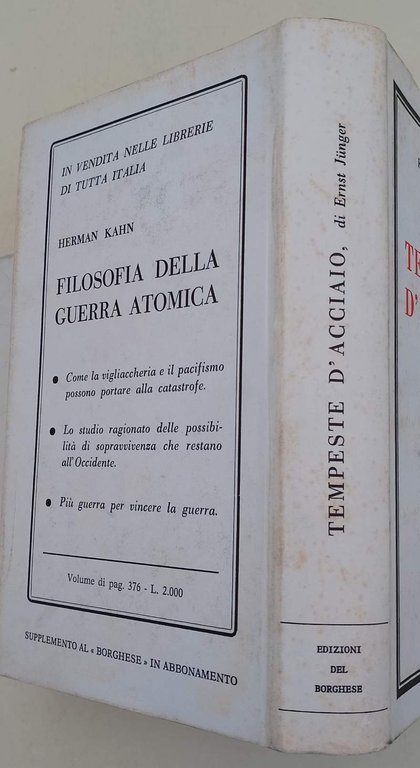 IN VENDITA NELLE LIBRERIE
DI TUTTA ITALIA
HERMAN KAHN
FILOSOFIA DELLA
GUERRA ATOMICA
• Come la vigliaccheria e il pacifismo
possono portare alla catastrofe.
• Lo studio ragionato delle possibi-
lità di sopravvivenza che restano
all'Occidente.
• Più guerra per vincere la guerra.
Volume di pag. 376 - L. 2.000
SUPPLEMENTO AL « BORGHESE » IN ABBONAMENTO
TEMPESTE D'ACCIAIO, di Ernst Jünger
EDIZIONI
DEL
BORGHESE
TE
D'